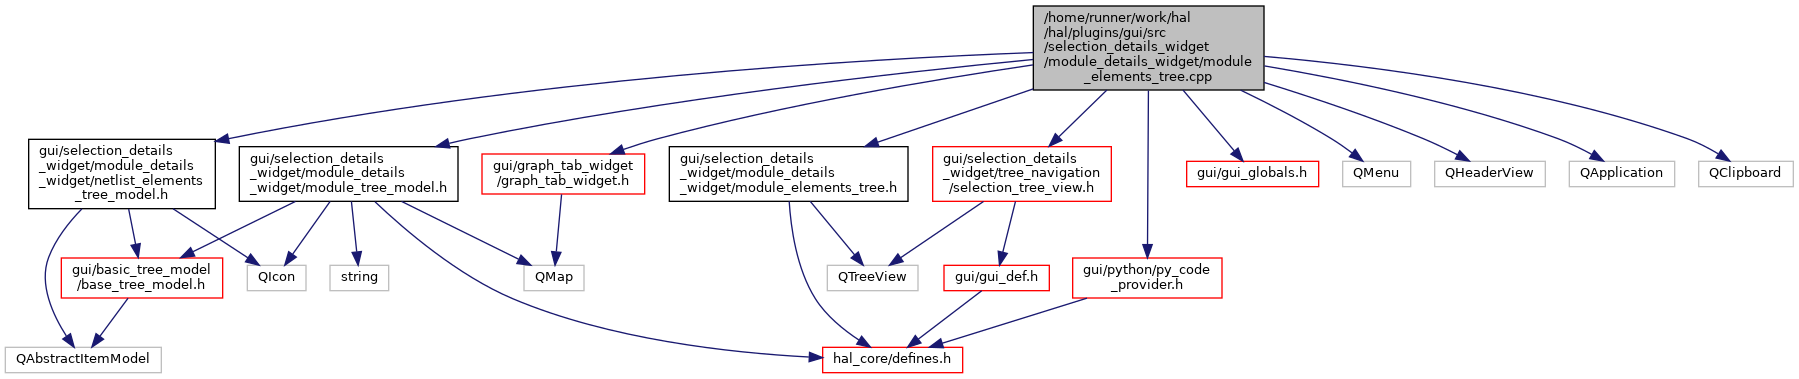 /home/runner/work/hal
/hal/plugins/gui/src
/selection_details_widget
/module_details_widget/module
_elements_tree.cpp
gui/selection_details
_widget/module_details
_widget/netlist_elements
_tree_model.h
gui/selection_details
_widget/module_details
_widget/module_tree_model.h
gui/graph_tab_widget
/graph_tab_widget.h
gui/selection_details
_widget/module_details
_widget/module_elements_tree.h
gui/selection_details
_widget/tree_navigation
/selection_tree_view.h
gui/gui_globals.h
QMenu
QHeaderView
QApplication
QClipboard
gui/basic_tree_model
/base_tree_model.h
QIcon
string
QMap
QTreeView
gui/gui_def.h
gui/python/py_code
_provider.h
QAbstractItemModel
hal_core/defines.h